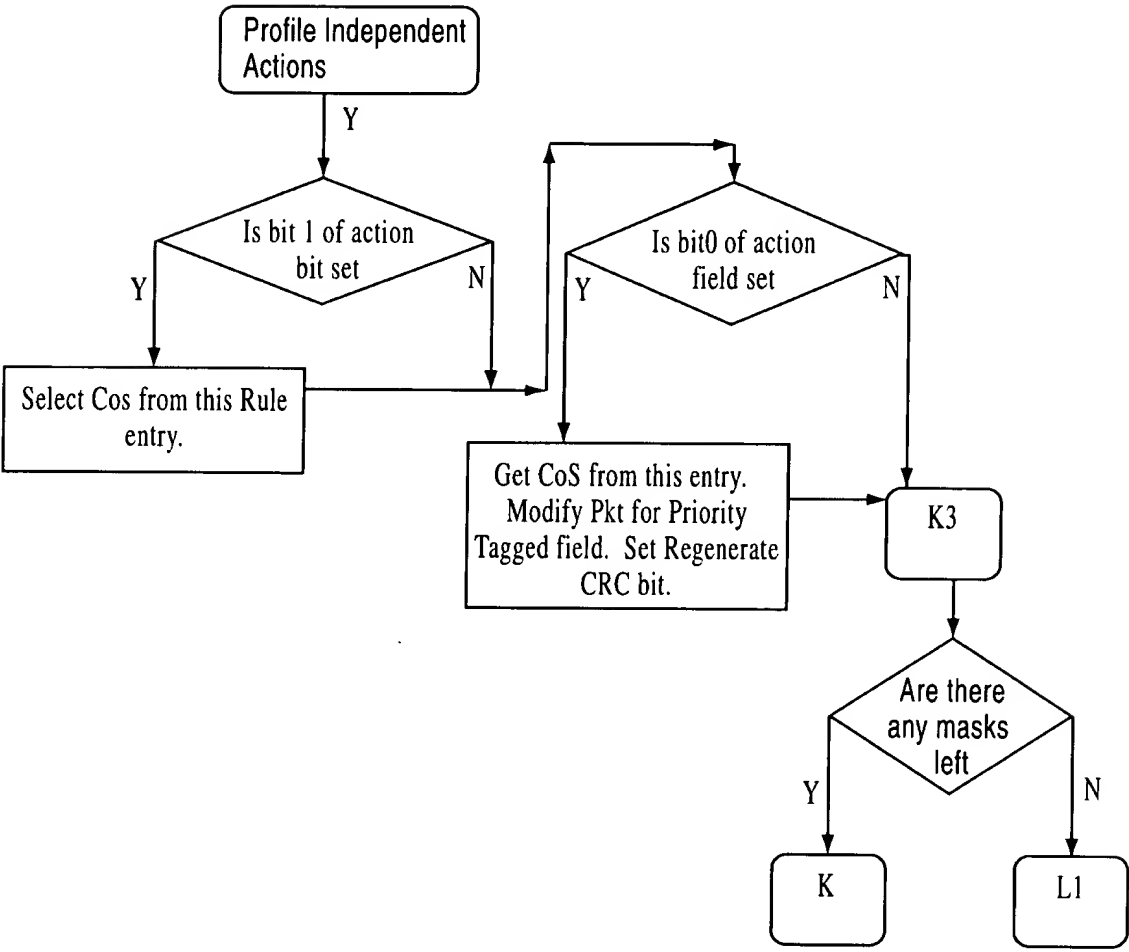 Profile Independent
Actions
Y
Is bit 1 of action
bit set
Y
N
Select Cos from this Rule
entry.
Is bit0 of action
field set
Y
N
Get CoS from this entry.
Modify Pkt for Priority
Tagged field. Set Regenerate
CRC bit.
K3
Are there
any masks
left
Y
N
K
L1